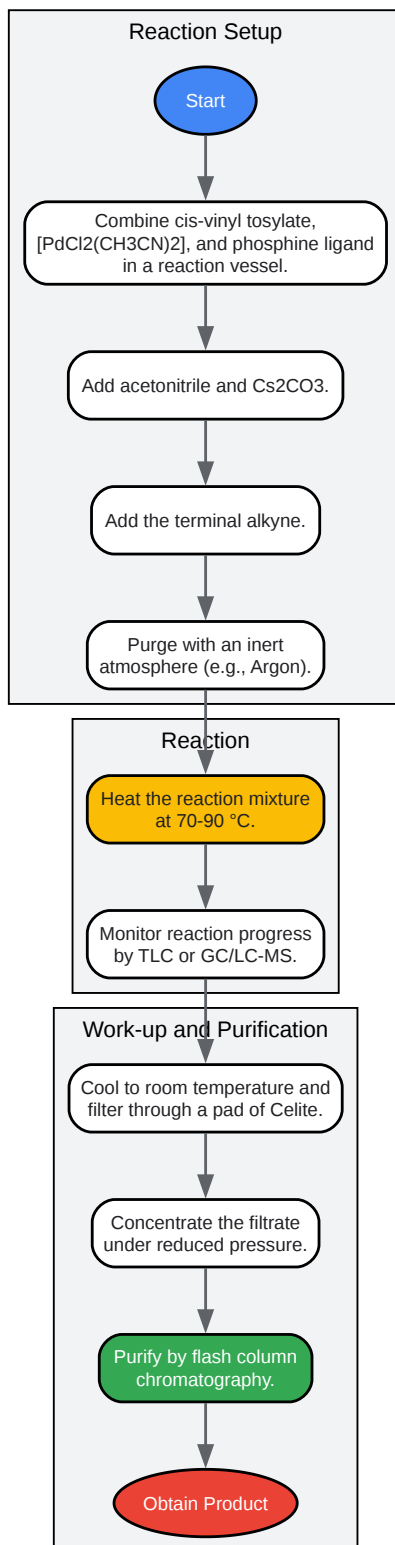 Reaction Setup
Start
Combine cis-vinyl tosylate,
[PdCl2(CH3CN)2], and phosphine ligand
in a reaction vessel.
Add acetonitrile and Cs2CO3.
Add the terminal alkyne.
Purge with an inert
atmosphere (e.g., Argon).
Reaction
Heat the reaction mixture
at 70-90 °C.
Monitor reaction progress
by TLC or GC/LC-MS.
Work-up and Purification
Cool to room temperature and
filter through a pad of Celite.
Concentrate the filtrate
under reduced pressure.
Purify by flash column
chromatography.
Obtain Product